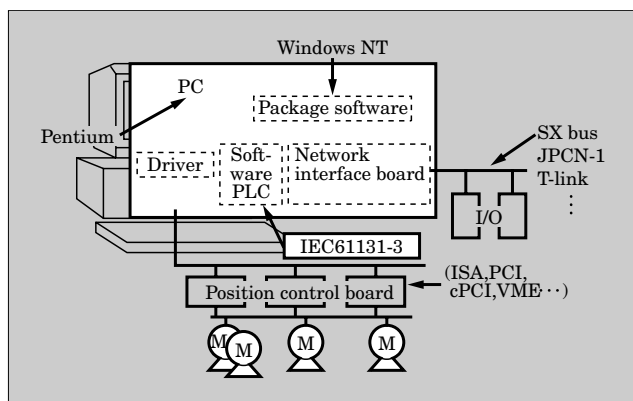 Windows NT
PC
Package software
Pentium
SX bus
JPCN-1
T-link
⋮
Driver
Soft-
ware
PLC
Network
interface board
I/O
IEC61131-3
(ISA,PCI,
cPCI,VME···)
Position control board
M
M
M
M